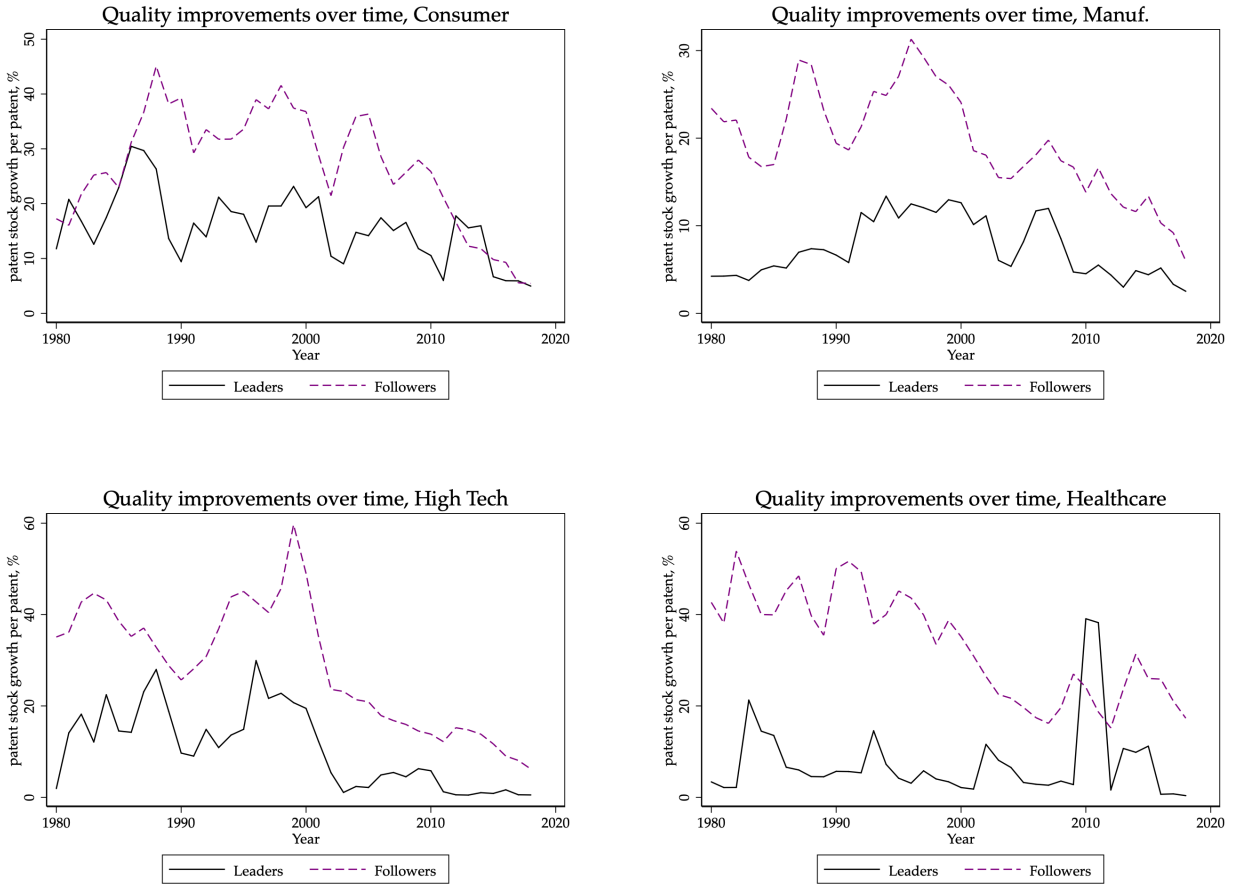 Quality improvements over time, Consumer
patent stock growth per patent, %
50
40
30
20
10
0
1980 1990 2000 2010 2020
Year
Leaders Followers
Quality improvements over time, Manuf.
patent stock growth per patent, %
30
20
10
0
1980 1990 2000 2010 2020
Year
Leaders Followers
Quality improvements over time, High Tech
patent stock growth per patent, %
60
40
20
0
1980 1990 2000 2010 2020
Year
Leaders Followers
Quality improvements over time, Healthcare
patent stock growth per patent, %
60
40
20
0
1980 1990 2000 2010 2020
Year
Leaders Followers